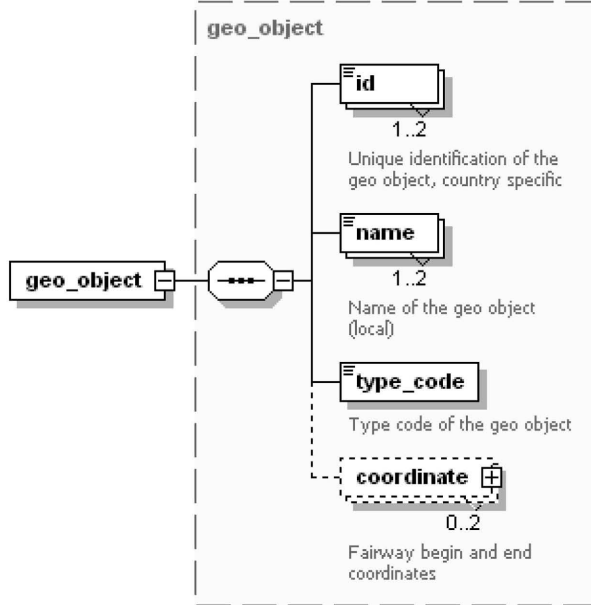 geo_object
id
1..2
Unique identification of the
geo object, country specific
name
1..2
geo_object
Name of the geo object
(local)
type_code
Type code of the geo object
coordinate
0..2
Fairway begin and end
coordinates